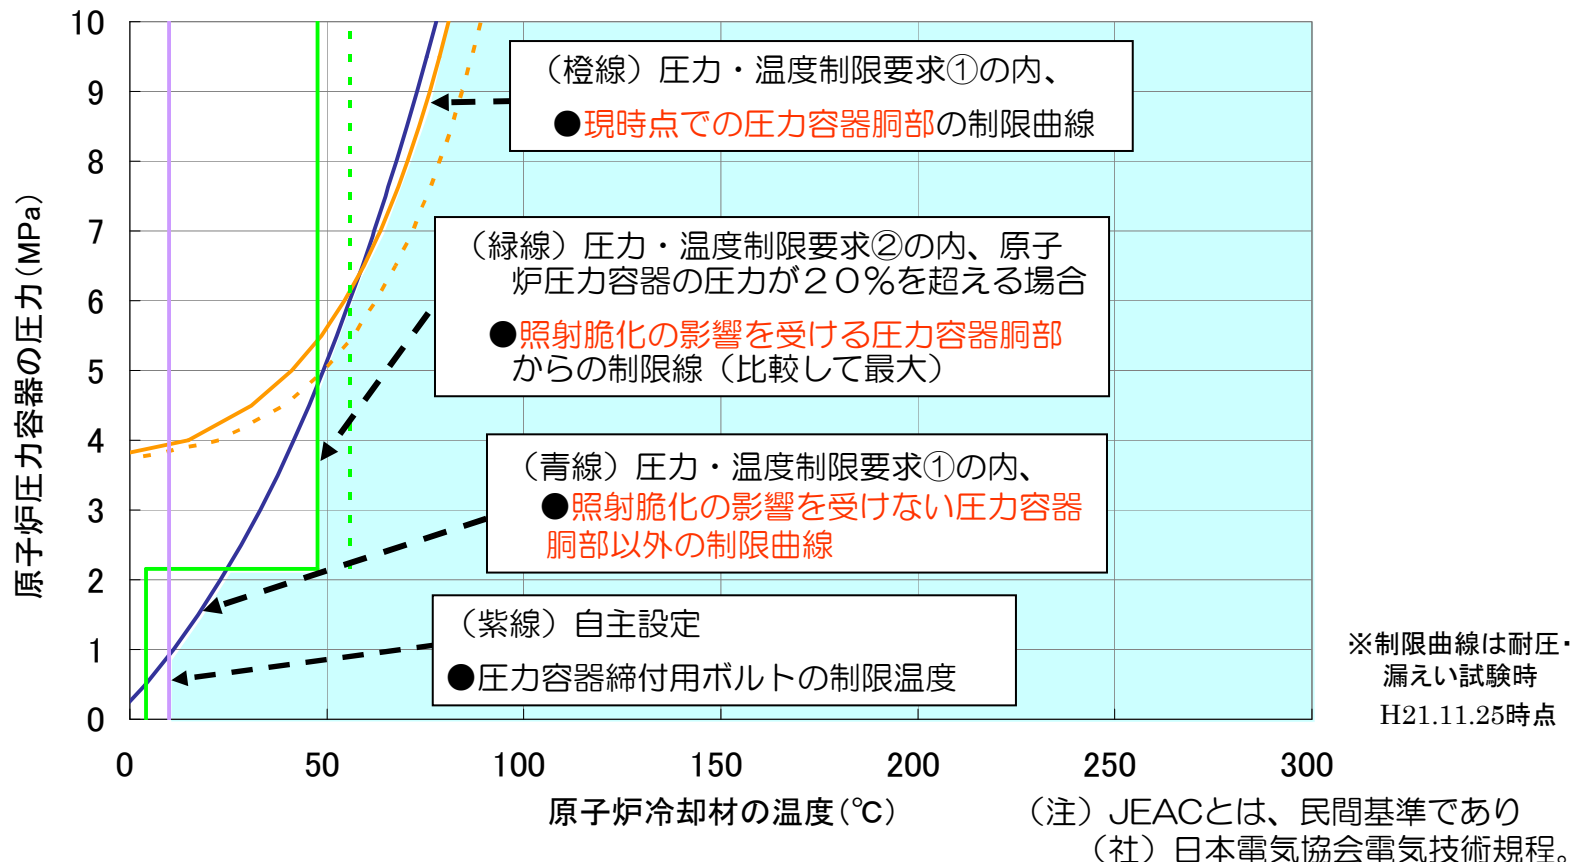 10
9
8
7
6
5
4
3
2
1
0
原子炉圧力容器の圧力(MPa)
(橙線)圧力・温度制限要求①の内、
●現時点での圧力容器胴部の制限曲線
(緑線)圧力・温度制限要求②の内、原子
炉圧力容器の圧力が20%を超える場合
●照射脆化の影響を受ける圧力容器胴部
からの制限線(比較して最大)
(青線)圧力・温度制限要求①の内、
●照射脆化の影響を受けない圧力容器
胴部以外の制限曲線
(紫線)自主設定
●圧力容器締付用ボルトの制限温度
※制限曲線は耐圧・
漏えい試験時
H21.11.25時点
0 50 100 150 200 250 300
原子炉冷却材の温度(℃)
(注)JEACとは、民間基準であり
(社)日本電気協会電気技術規程。